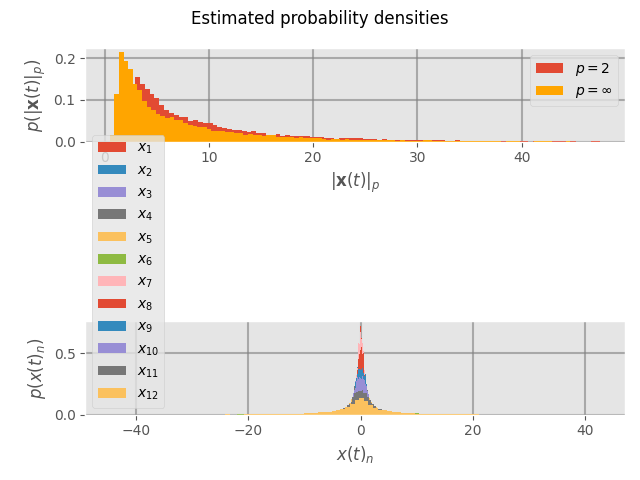 Estimated probability densities
p(|x(t)|ₚ)
0.2
0.1
0.0
p = 2
p = ∞
0
10
20
30
40
|x(t)|ₚ
x₁
x₂
x₃
x₄
x₅
x₆
x₇
x₈
x₉
x₁₀
x₁₁
x₁₂
p(x(t)ₙ)
0.5
0.0
−40
−20
0
20
40
x(t)ₙ